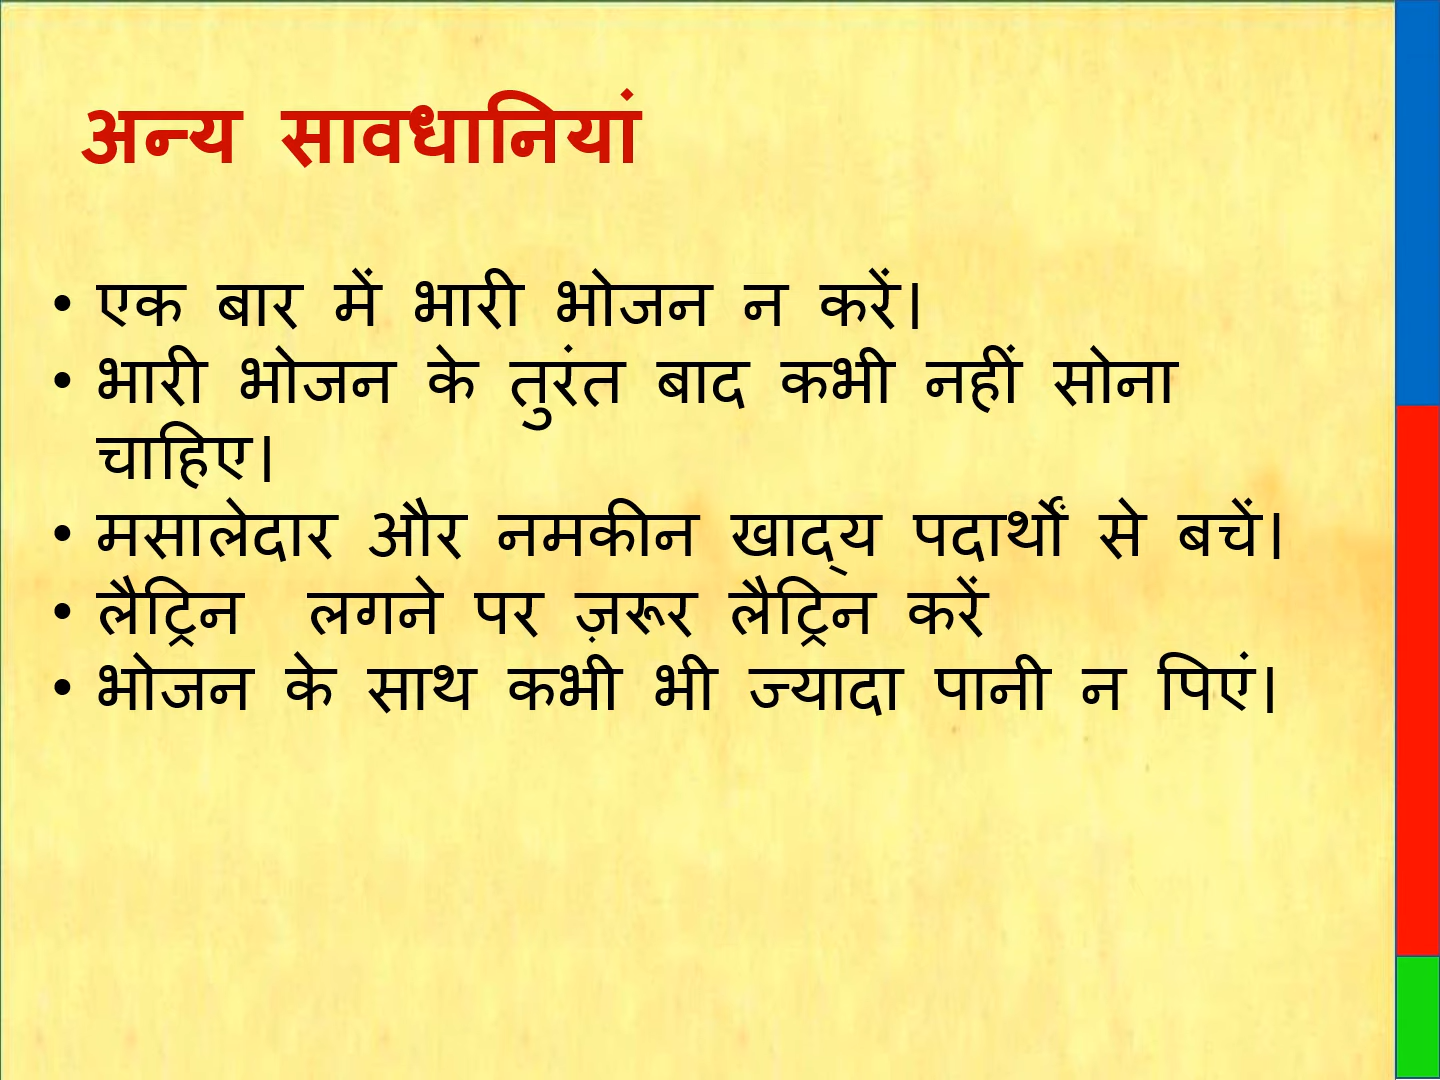 अन्य सावधानियां
• एक बार में भारी भोजन न करें।
• भारी भोजन के तुरंत बाद कभी नहीं सोना
चाहिए।
• मसालेदार और नमकीन खाद्य पदार्थों से बचें।
• लैट्रिन लगने पर ज़रूर लैट्रिन करें
• भोजन के साथ कभी भी ज्यादा पानी न पिएं।